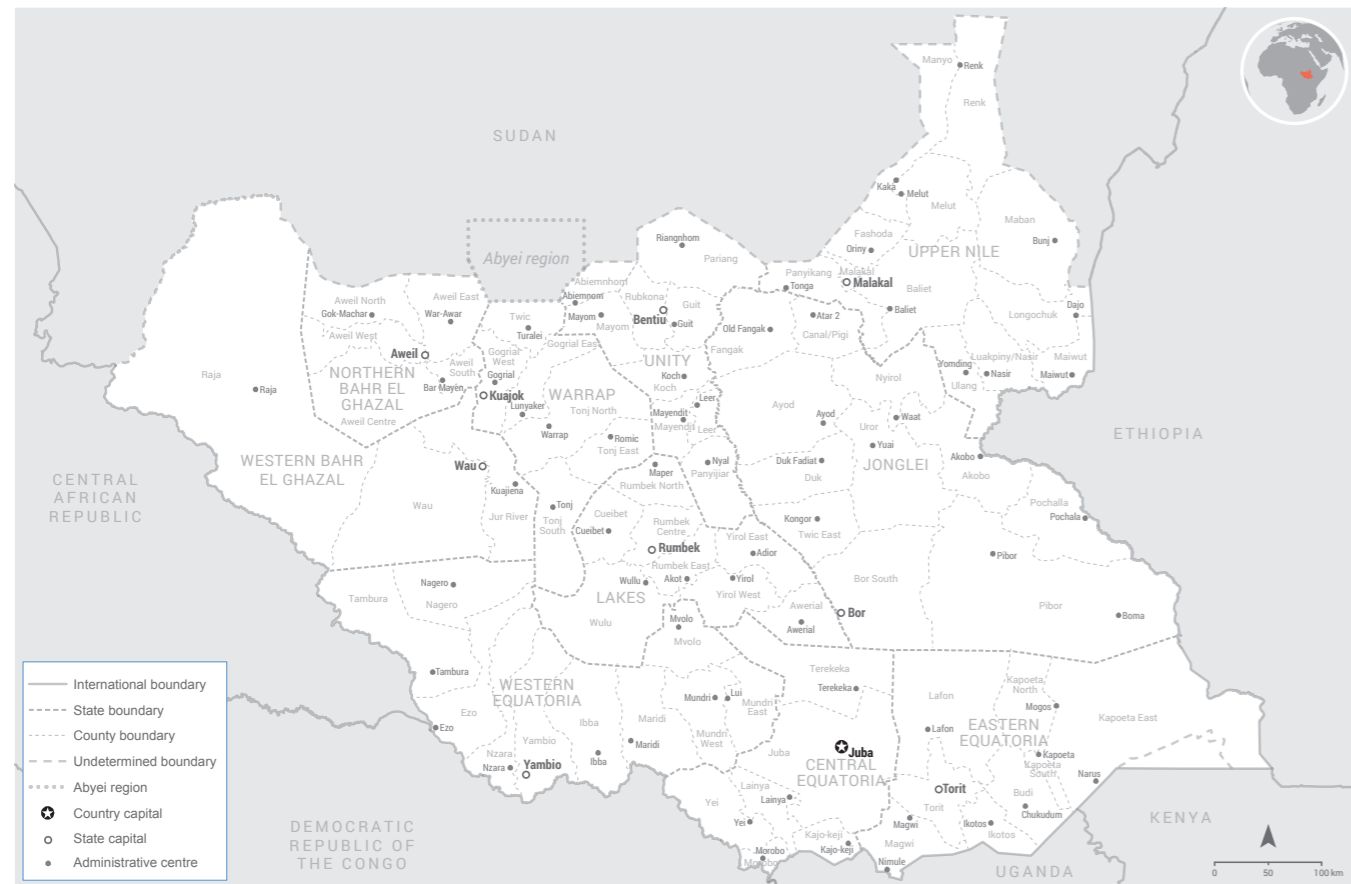 SUDAN
Manyo
Renk
Renk
Kaka
Melut
Melut
Maban
Fashoda
Bunj
Oriny
UPPER NILE
Riangnhom
Pariang
Abyei region
Panyikang
Malakal
Malakal
Tonga
Baliet
Baliet
Dajo
Longochuk
Abiemnhom
Abiemnom
Rubkona
Guit
Guit
Bentiu
Mayom
Mayom
Aweil North
Aweil East
Gok-Machar
War-Awar
Aweil West
Twic
Turalei
Atar 2
Old Fangak
Canal/Pigi
Fangak
Gogrial East
Gogrial
West
Gogrial
Aweil
Aweil
South
UNITY
Luakpiny/Nasir
Maiwut
Maiwut
Yomding
Nasir
Ulang
Nyirol
NORTHERN
BAHR EL
GHAZAL
Bar Mayen
Raja
Raja
Koch
Koch
Kuajok
WARRAP
Lunyaker
Tonj North
Leer
Leer
Mayendit
Mayendit
Ayod
Ayod
Waat
Uror
Yuai
Aweil Centre
Warrap
Romic
Tonj East
ETHIOPIA
WESTERN BAHR
EL GHAZAL
Wau
Maper
Nyal
Panyijiar
Duk Fadiat
Duk
JONGLEI
Akobo
Akobo
CENTRAL
AFRICAN
REPUBLIC
Kuajiena
Rumbek North
Wau
Jur River
Tonj
Tonj
South
Cueibet
Cueibet
Rumbek
Centre
Kongor
Twic East
Pochalla
Pochala
Yirol East
Adior
Rumbek
Pibor
Rumbek East
Wullu
Akot
Yirol
Yirol West
Bor South
Nagero
Nagero
Tambura
LAKES
Awerial
Awerial
Bor
Pibor
Boma
Wulu
Mvolo
Mvolo
Tambura
Terekeka
Terekeka
WESTERN
EQUATORIA
Mundri
Lui
Mundri
East
Lafon
Kapoeta
North
Mogos
Kapoeta East
Ezo
Ezo
Ibba
Maridi
Mundri
West
Lafon
EASTERN
EQUATORIA
Nzara
Yambio
Maridi
Juba
Juba
Kapoeta
Kapoeta
South
Nzara
Yambio
Ibba
CENTRAL
EQUATORIA
Narus
Lainya
Lainya
Torit
Torit
Budi
Chukudum
Yei
Yei
Magwi
Magwi
Ikotos
Ikotos
KENYA
Kajo-keji
Kajo-keji
Morobo
Morobo
Nimule
DEMOCRATIC
REPUBLIC OF
THE CONGO
UGANDA
International boundary
State boundary
County boundary
Undetermined boundary
Abyei region
Country capital
State capital
Administrative centre
0 50 100 km